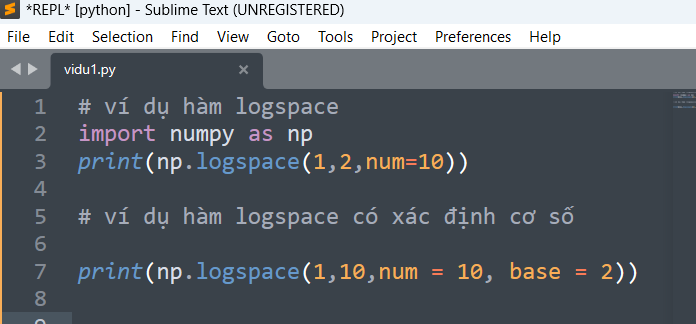 *REPL* [python] - Sublime Text (UNREGISTERED)
File Edit Selection Find View Goto Tools Project Preferences Help
vidu1.py ×
1 # ví dụ hàm logspace
2 import numpy as np
3 print(np.logspace(1,2,num=10))
4
5 # ví dụ hàm logspace có xác định cơ số
6
7 print(np.logspace(1,10,num = 10, base = 2))
8
9